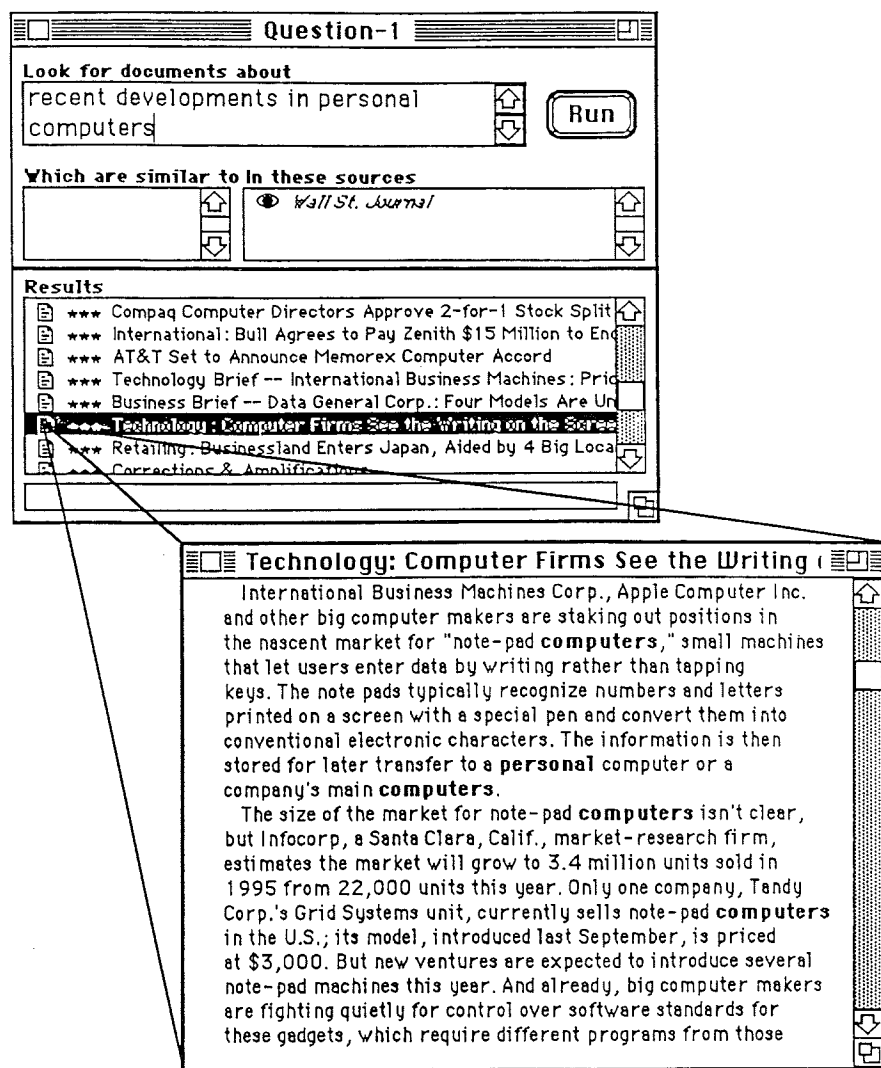 Question-1
Look for documents about
recent developments in personal
computers
Run
Which are similar to In these sources
Wall St. Journal
Results
*** Compaq Computer Directors Approve 2-for-1 Stock Split
*** International: Bull Agrees to Pay Zenith $15 Million to End
*** AT&T Set to Announce Memorex Computer Accord
*** Technology Brief -- International Business Machines: Pric
*** Business Brief -- Data General Corp.: Four Models Are Un
Technology: Computer Firms See the Writing on the Scree
*** Retailing: Businessland Enters Japan, Aided by 4 Big Loca
Corrections & Amplifications
Technology: Computer Firms See the Writing
International Business Machines Corp., Apple Computer Inc.
and other big computer makers are staking out positions in
the nascent market for "note-pad computers," small machines
that let users enter data by writing rather than tapping
keys. The note pads typically recognize numbers and letters
printed on a screen with a special pen and convert them into
conventional electronic characters. The information is then
stored for later transfer to a personal computer or a
company's main computers.
The size of the market for note-pad computers isn't clear,
but Infocorp, a Santa Clara, Calif., market-research firm,
estimates the market will grow to 3.4 million units sold in
1995 from 22,000 units this year. Only one company, Tandy
Corp.'s Grid Systems unit, currently sells note-pad computers
in the U.S.; its model, introduced last September, is priced
at $3,000. But new ventures are expected to introduce several
note-pad machines this year. And already, big computer makers
are fighting quietly for control over software standards for
these gadgets, which require different programs from those